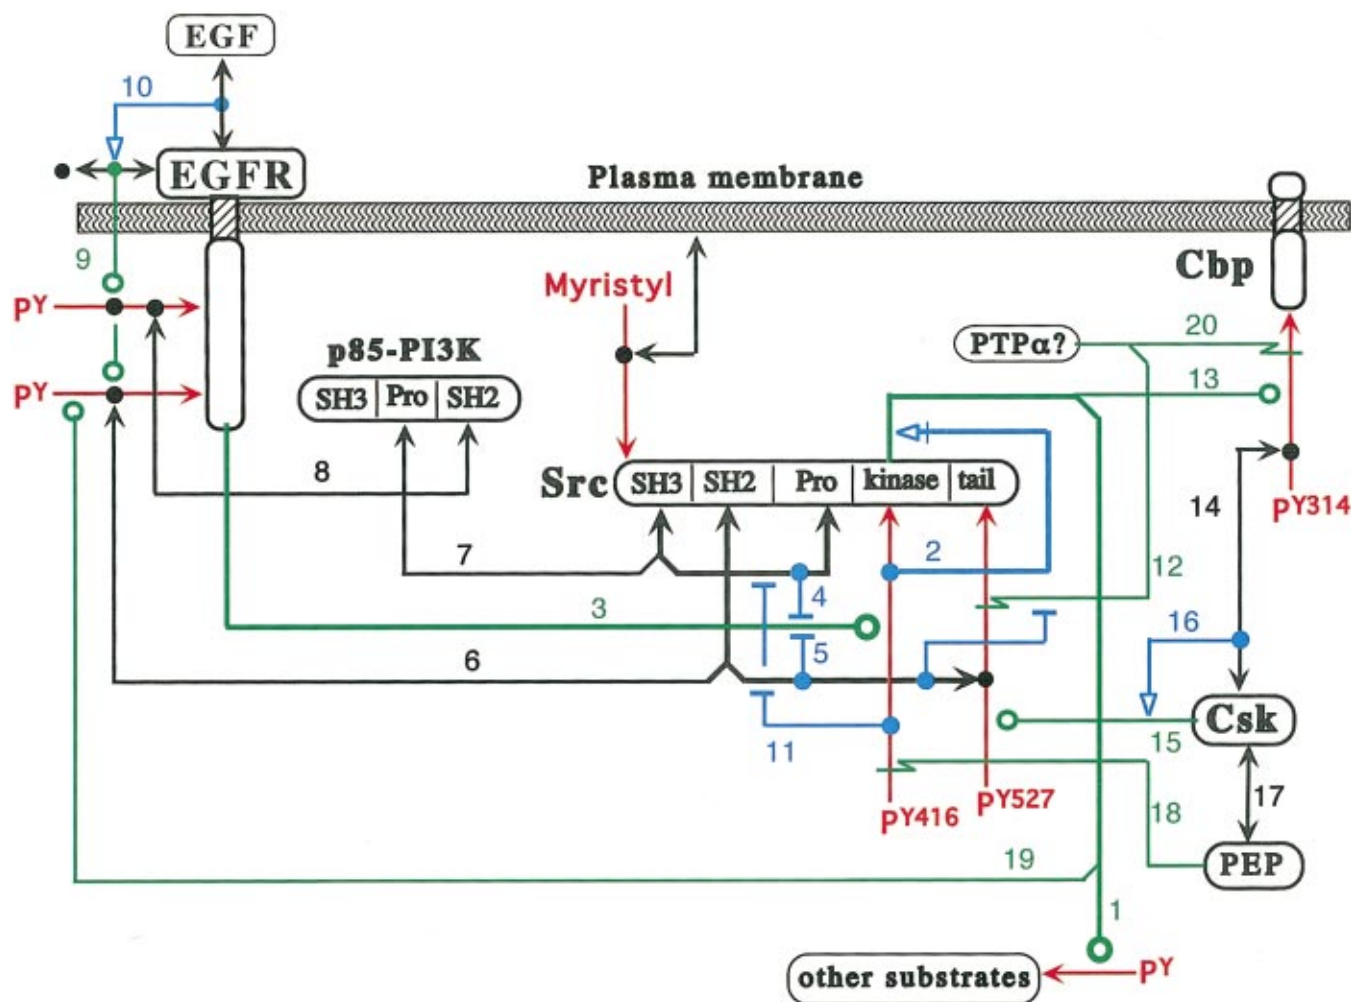 EGF
10
EGFR
Plasma membrane
9
Cbp
Myristyl
pY
20
PTPα?
p85-PI3K
13
pY
SH3 Pro SH2
8
Src
SH3 SH2 Pro kinase tail
14
pY314
7
2
12
4
3
16
5
6
Csk
15
11
17
pY527
pY416
18
19
PEP
1
other substrates
pY